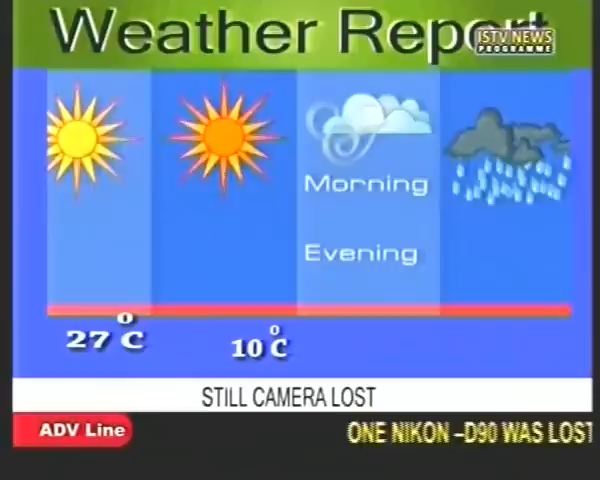 Weather Report
ISTV NEWS
PROGRAMME
Morning
Evening
27°C
10°C
STILL CAMERA LOST
ADV Line
ONE NIKON –D90 WAS LOST